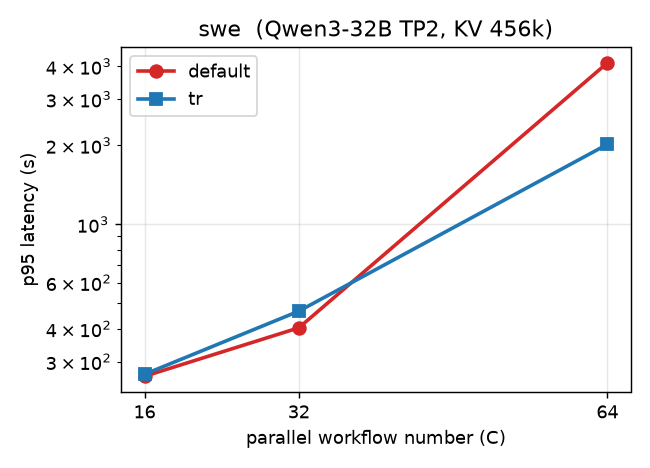 swe  (Qwen3-32B TP2, KV 456k)
default
tr
4 × 10³
3 × 10³
2 × 10³
10³
6 × 10²
4 × 10²
3 × 10²
p95 latency (s)
16
32
64
parallel workflow number (C)